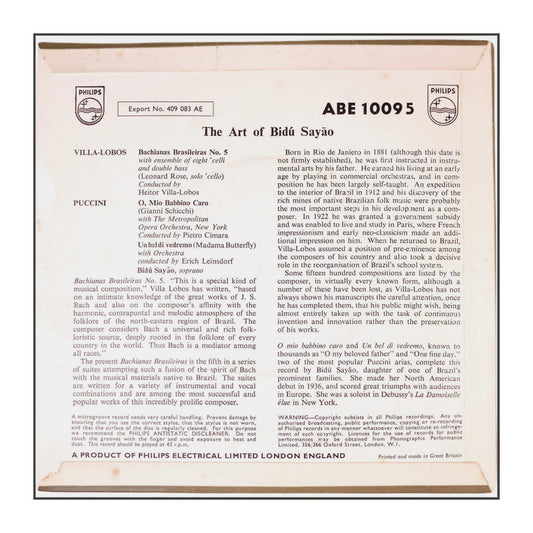 PHILIPS
Export No. 409 083 AE
ABE 10095
PHILIPS
The Art of Bidú Sayão
VILLA-LOBOS Bachianas Brasileiras No. 5
with ensemble of eight 'celli
and double bass
(Leonard Rose, solo 'cello)
Conducted by
Heitor Villa-Lobos
PUCCINI O, Mio Babbino Caro
(Gianni Schicchi)
with The Metropolitan
Opera Orchestra, New York
Conducted by Pietro Cimara
Un bel di vedremo (Madama Butterfly)
with Orchestra
conducted by Erich Leinsdorf
Bidú Sayão, soprano
Bachianas Brasileiras No. 5. "This is a special kind of
musical composition," Villa Lobos has written, "based
on an intimate knowledge of the great works of J. S.
Bach and also on the composer's affinity with the
harmonic, contrapuntal and melodic atmosphere of the
folklore of the north-eastern region of Brazil. The
composer considers Bach a universal and rich folk-
loristic source, deeply rooted in the folklore of every
country in the world. Thus Bach is a mediator among
all races."
The present Bachianas Brasileiras is the fifth in a series
of suites attempting such a fusion of the spirit of Bach
with the musical materials native to Brazil. The suites
are written for a variety of instrumental and vocal
combinations and are among the most successful and
popular works of this incredibly prolific composer.
Born in Rio de Janiero in 1881 (although this date is
not firmly established), he was first instructed in instru-
mental arts by his father. He earned his living at an early
age by playing in commercial orchestras, and in com-
position he has been largely self-taught. An expedition
to the interior of Brazil in 1912 and his discovery of the
rich mines of native Brazilian folk music were probably
the most important steps in his development as a com-
poser. In 1922 he was granted a government subsidy
and was enabled to live and study in Paris, where French
impressionism and early neo-classicism made an addi-
tional impression on him. When he returned to Brazil,
Villa-Lobos assumed a position of pre-eminence among
the composers of his country and also took a decisive
role in the reorganisation of Brazil's school system.
Some fifteen hundred compositions are listed by the
composer, in virtually every known form, although a
number of these have been lost, as Villa-Lobos has not
always shown his manuscripts the careful attention, once
he has completed them, that his public might wish, being
almost entirely taken up with the task of continuous
invention and innovation rather than the preservation
of his works.
O mio babbino caro and Un bel di vedremo, known to
thousands as "O my beloved father" and "One fine day,"
two of the most popular Puccini arias, complete this
record by Bidú Sayão, daughter of one of Brazil's
prominent families. She made her North American
debut in 1936, and scored great triumphs with audiences
in Europe. She was a soloist in Debussy's La Damoiselle
élue in New York.
A microgroove record needs very careful handling. Prevent damage by
ensuring that you use the correct stylus, that the stylus is not worn,
and that the surface of the disc is regularly cleaned. For this purpose
we recommend the PHILIPS ANTISTATIC DISCLEANER. Do not
touch the grooves with the finger and avoid exposure to heat and
dust. This record should be played at 45 r.p.m.
WARNING—Copyright subsists in all Philips recordings. Any un-
authorised broadcasting, public performance, copying or re-recording
of Philips records in any manner whatsoever will constitute an infringe-
ment of such copyright. Licences for the use of records for public
performances may be obtained from Phonographic Performance
Limited, 356/366 Oxford Street, London, W.1.
A PRODUCT OF PHILIPS ELECTRICAL LIMITED LONDON ENGLAND
Printed and made in Great Britain